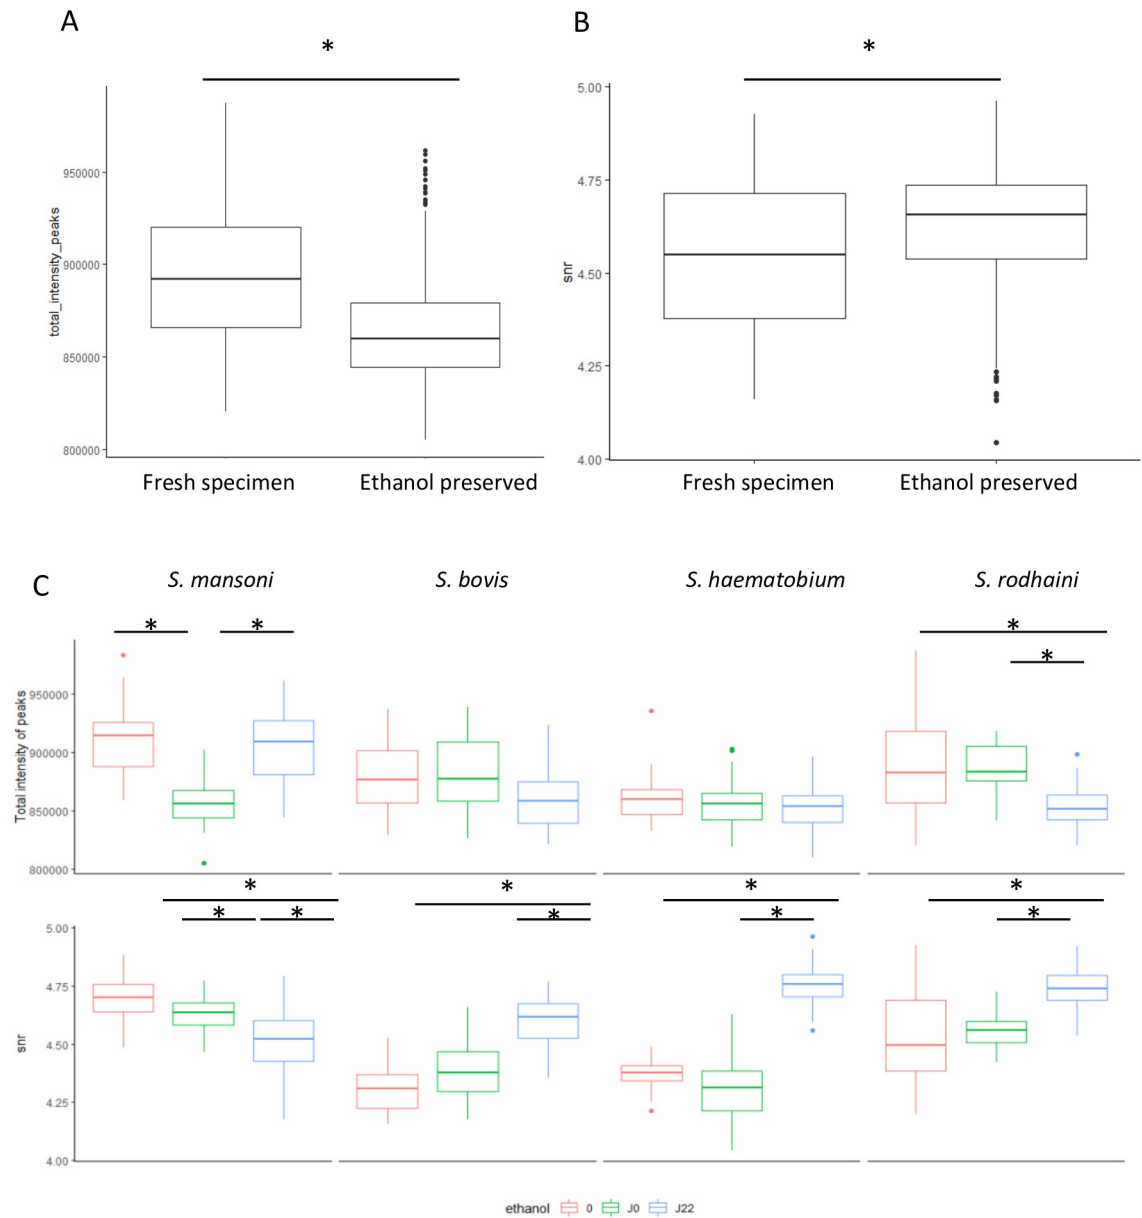 A
B
*
*
total_intensity_peaks
950000
900000
850000
800000
Fresh specimen
Ethanol preserved
snr
5.00
4.75
4.50
4.25
4.00
Fresh specimen
Ethanol preserved
C
S. mansoni
S. bovis
S. haematobium
S. rodhaini
*
*
*
*
Total intensity of peaks
950000
900000
850000
800000
*
*
*
*
*
*
*
*
*
snr
5.00
4.75
4.50
4.25
4.00
ethanol
0
J0
J22